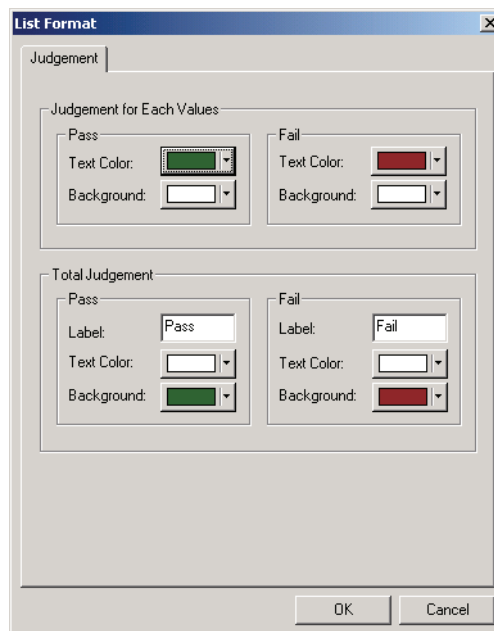 List Format
Judgement
Judgement for Each Values
Pass
Text Color:
Background:
Fail
Text Color:
Background:
Total Judgement
Pass
Label: Pass
Text Color:
Background:
Fail
Label: Fail
Text Color:
Background:
OK Cancel